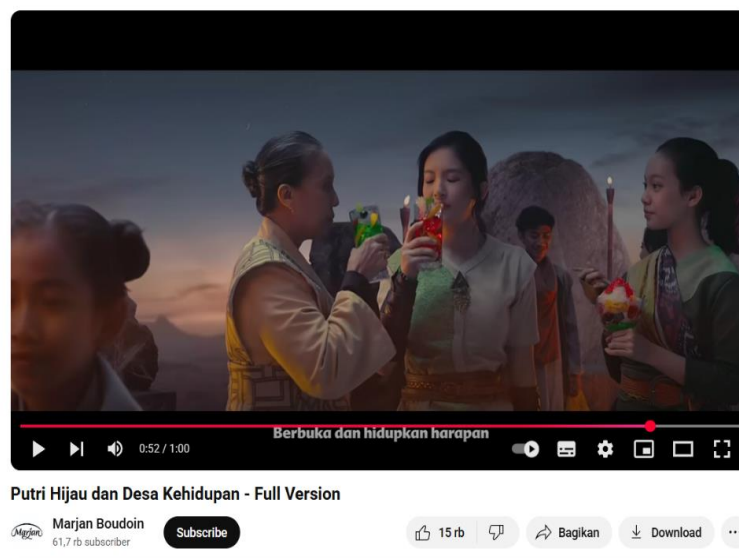 Berbuka dan hidupkan harapan
0:52 / 1:00
Putri Hijau dan Desa Kehidupan - Full Version
Marjan
Marjan Boudoin
61,7 rb subscriber
Subscribe
15 rb
Bagikan
Download